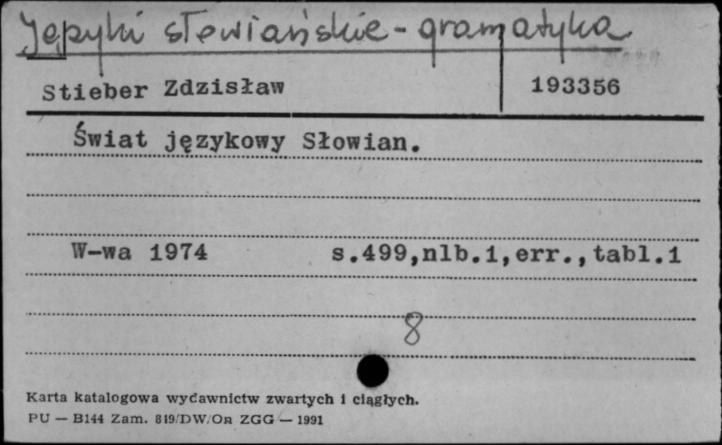 Języki słowiańskie - gramatyka
Stieber Zdzisław 193356
Świat językowy Słowian.
W-wa 1974 s.499,nlb.1,err.,tabl.1
8
Karta katalogowa wydawnictw zwartych i ciągłych.
PU — B144 Zam. 819/DW/OR ZGG — 1991